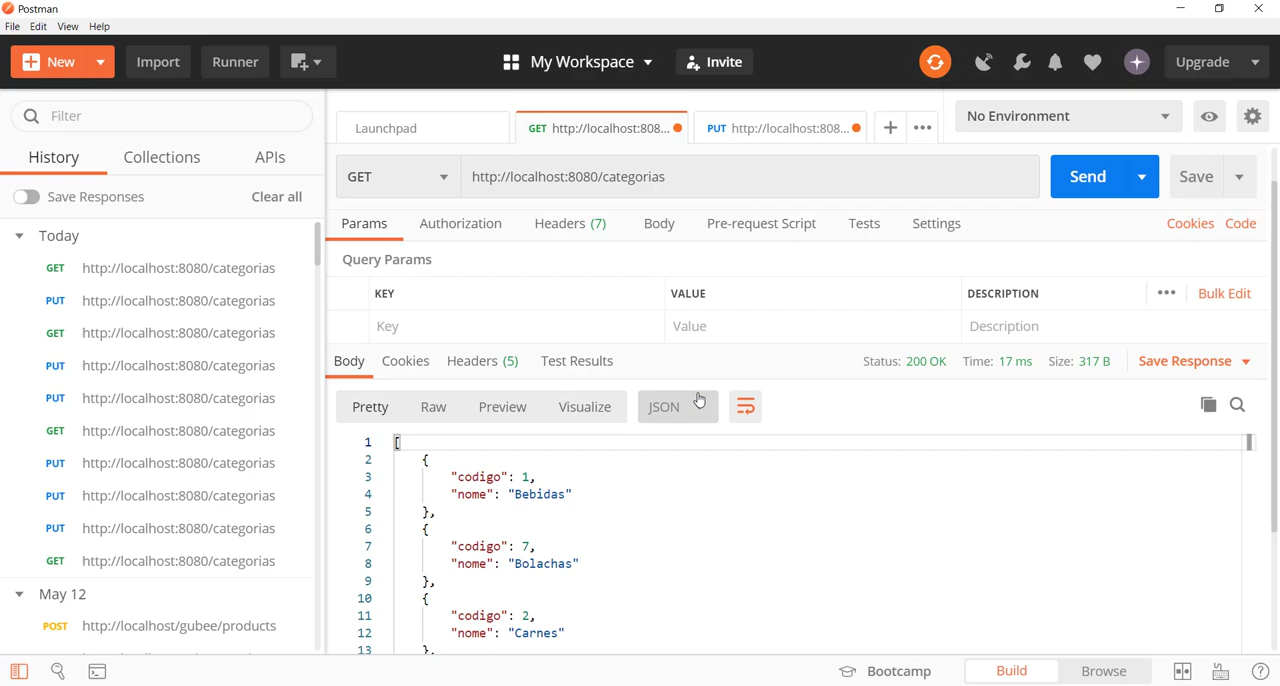 Postman
File Edit View Help
New Import Runner My Workspace Invite Upgrade
Filter
History Collections APIs
Save Responses Clear all
Today
GET http://localhost:8080/categorias
PUT http://localhost:8080/categorias
GET http://localhost:8080/categorias
PUT http://localhost:8080/categorias
PUT http://localhost:8080/categorias
GET http://localhost:8080/categorias
PUT http://localhost:8080/categorias
PUT http://localhost:8080/categorias
PUT http://localhost:8080/categorias
GET http://localhost:8080/categorias
May 12
POST http://localhost/gubee/products
Launchpad GET http://localhost:808... PUT http://localhost:808... No Environment
GET http://localhost:8080/categorias Send Save
Params Authorization Headers (7) Body Pre-request Script Tests Settings Cookies Code
Query Params
KEY VALUE DESCRIPTION Bulk Edit
Key Value Description
Body Cookies Headers (5) Test Results Status: 200 OK Time: 17 ms Size: 317 B Save Response
Pretty Raw Preview Visualize JSON
1 [
2 {
3 "codigo": 1,
4 "nome": "Bebidas"
5 },
6 {
7 "codigo": 7,
8 "nome": "Bolachas"
9 },
10 {
11 "codigo": 2,
12 "nome": "Carnes"
13 },
Bootcamp Build Browse